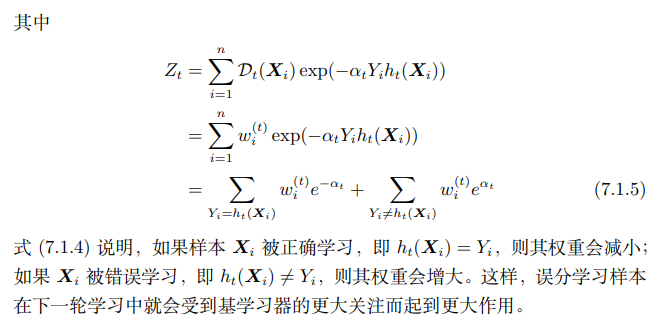 其中
Z_t = \sum_{i=1}^{n} \mathcal{D}_t(\boldsymbol{X}_i) \exp(-\alpha_t Y_i h_t(\boldsymbol{X}_i))
= \sum_{i=1}^{n} w_i^{(t)} \exp(-\alpha_t Y_i h_t(\boldsymbol{X}_i))
= \sum_{Y_i = h_t(\boldsymbol{X}_i)} w_i^{(t)} e^{-\alpha_t} + \sum_{Y_i \neq h_t(\boldsymbol{X}_i)} w_i^{(t)} e^{\alpha_t} (7.1.5)
式 (7.1.4) 说明，如果样本 X_i 被正确学习，即 h_t(X_i) = Y_i，则其权重会减小；
如果 X_i 被错误学习，即 h_t(X_i) ≠ Y_i，则其权重会增大。这样，误分学习样本
在下一轮学习中就会受到基学习器的更大关注而起到更大作用。